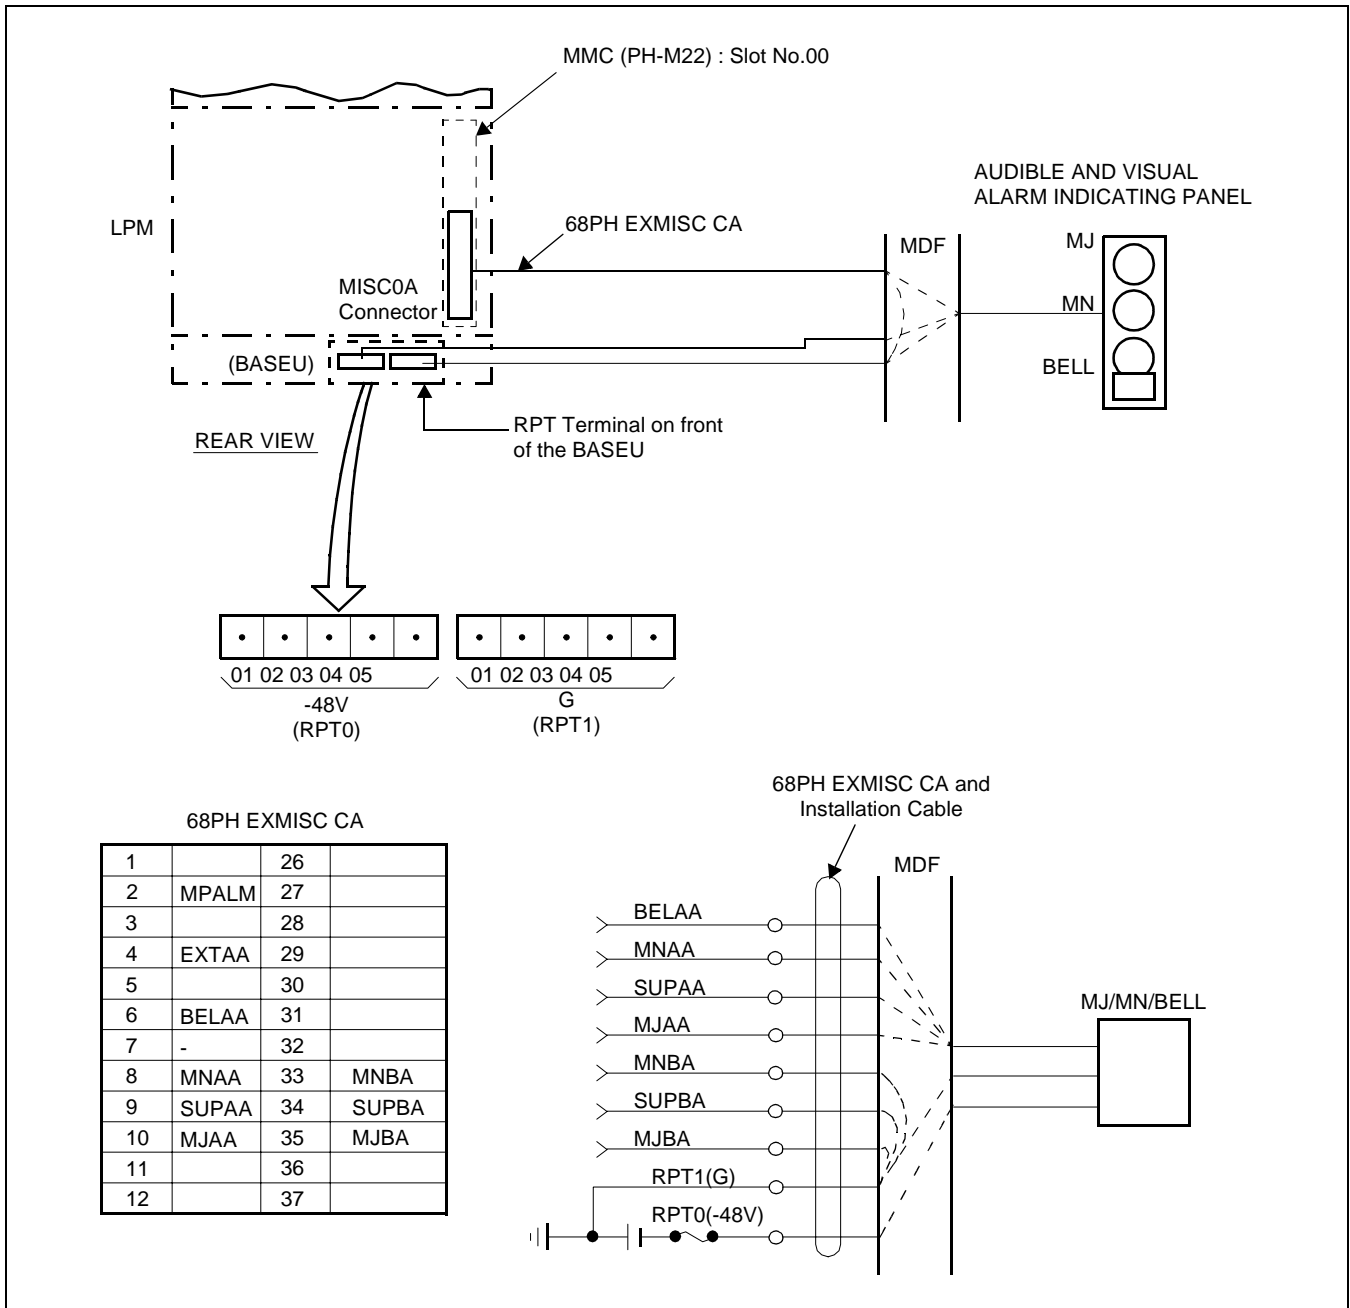 MMC (PH-M22) : Slot No.00
AUDIBLE AND VISUAL
ALARM INDICATING PANEL
LPM
68PH EXMISC CA
MDF
MJ
MISC0A
Connector
MN
(BASEU)
BELL
RPT Terminal on front
of the BASEU
REAR VIEW
01 02 03 04 05
-48V
(RPT0)
01 02 03 04 05
G
(RPT1)
68PH EXMISC CA
1 26
2 MPALM 27
3 28
4 EXTAA 29
5 30
6 BELAA 31
7 - 32
8 MNAA 33 MNBA
9 SUPAA 34 SUPBA
10 MJAA 35 MJBA
11 36
12 37
68PH EXMISC CA and
Installation Cable
MDF
BELAA
MNAA
SUPAA
MJAA
MNBA
SUPBA
MJBA
RPT1(G)
RPT0(-48V)
MJ/MN/BELL